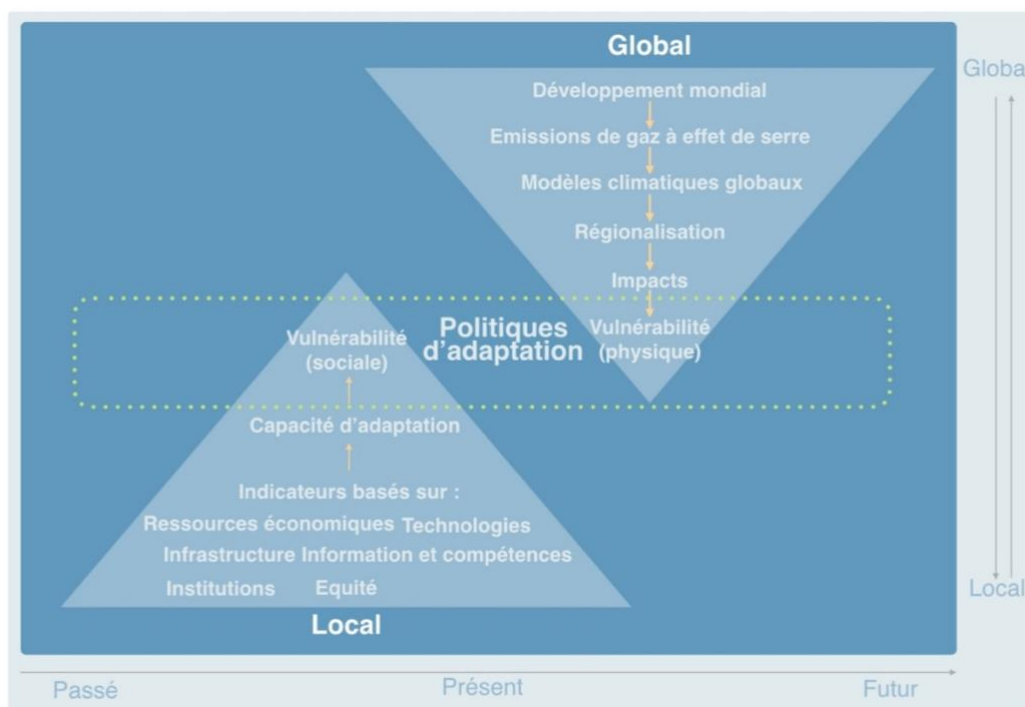 Global
Développement mondial
Emissions de gaz à effet de serre
Modèles climatiques globaux
Régionalisation
Impacts
Vulnérabilité
(physique)
Politiques
d'adaptation
Vulnérabilité
(sociale)
Capacité d'adaptation
Indicateurs basés sur :
Ressources économiques Technologies
Infrastructure Information et compétences
Institutions Equité
Local
Global
Local
Passé Présent Futur